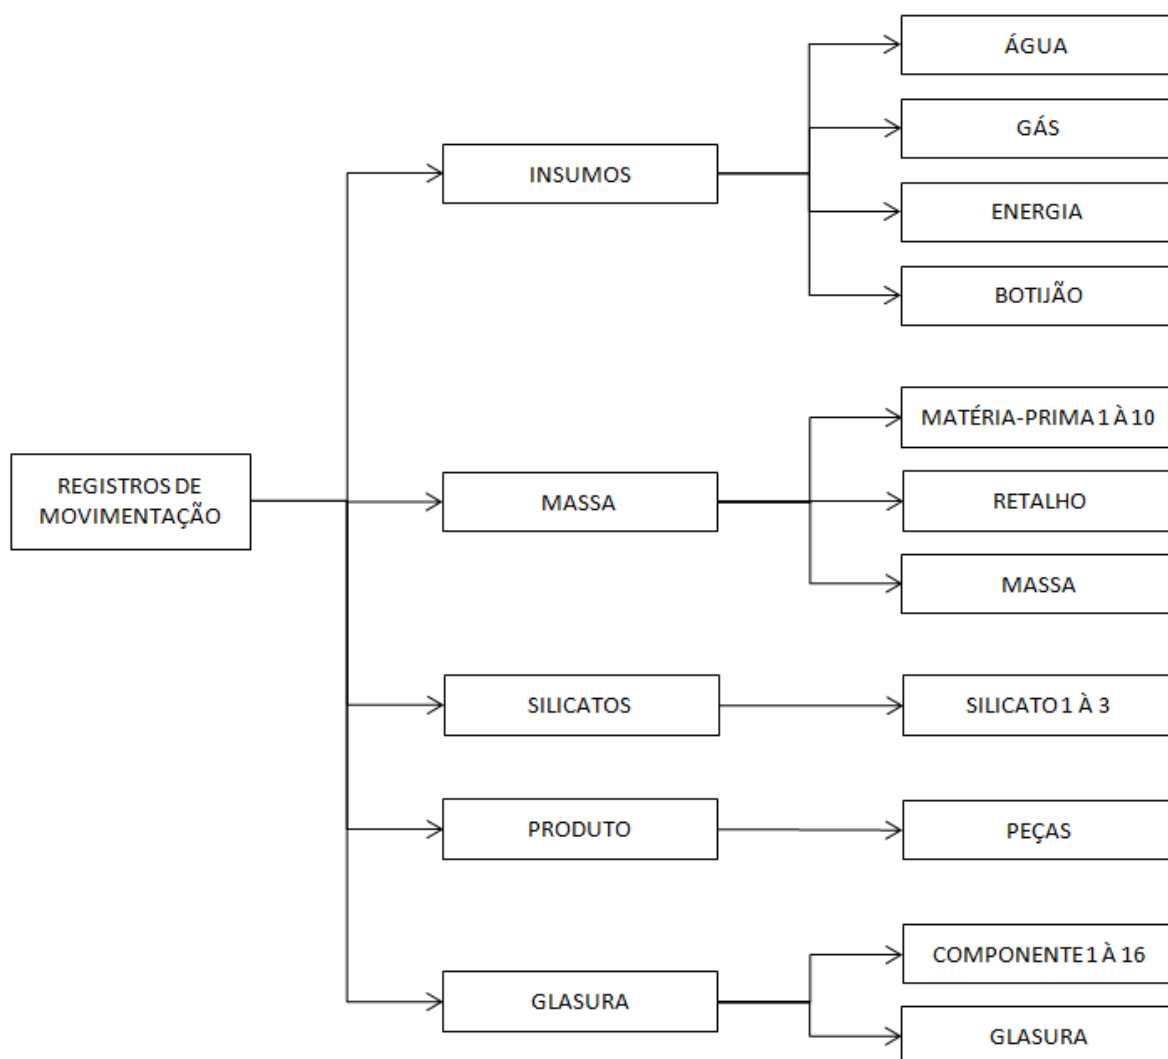 ÁGUA
GÁS
INSUMOS
ENERGIA
BOTIJÃO
MATÉRIA-PRIMA 1 À 10
REGISTROS DE
MOVIMENTAÇÃO
MASSA
RETALHO
MASSA
SILICATOS
SILICATO 1 À 3
PRODUTO
PEÇAS
COMPONENTE 1 À 16
GLASURA
GLASURA